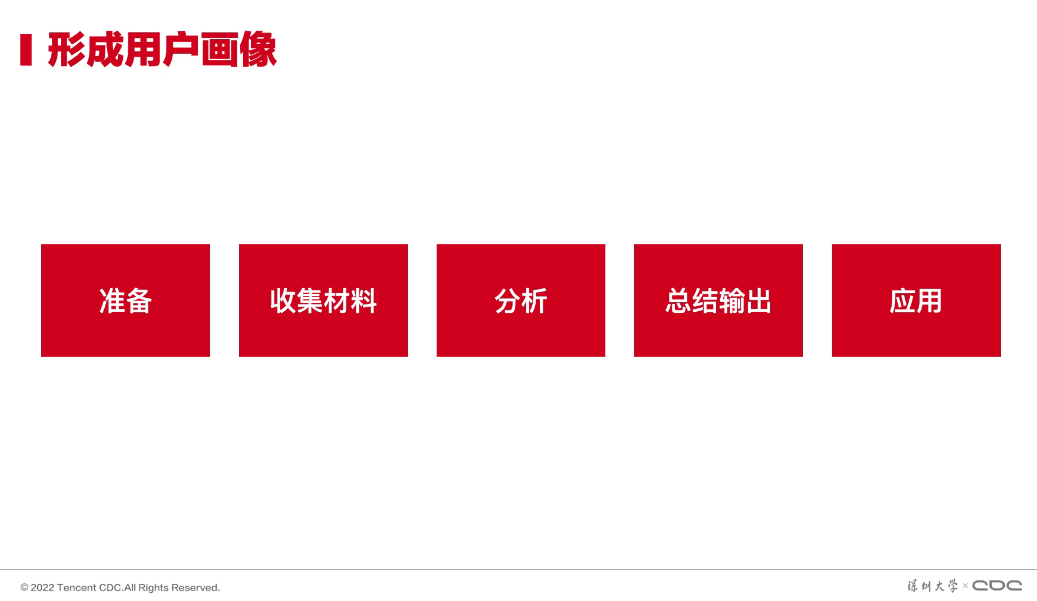 形成用户画像
准备
收集材料
分析
总结输出
应用
© 2022 Tencent CDC.All Rights Reserved.
深圳大学 × CDC